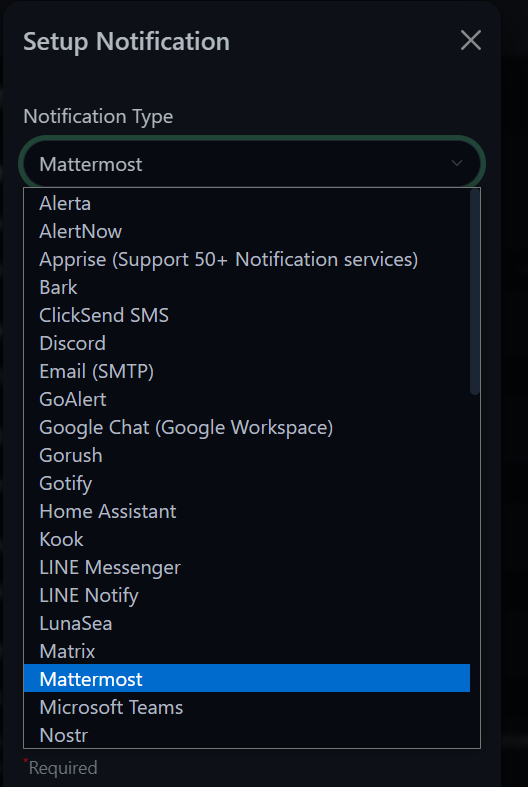 Setup Notification
Notification Type
Mattermost
Alerta
AlertNow
Apprise (Support 50+ Notification services)
Bark
ClickSend SMS
Discord
Email (SMTP)
GoAlert
Google Chat (Google Workspace)
Gorush
Gotify
Home Assistant
Kook
LINE Messenger
LINE Notify
LunaSea
Matrix
Mattermost
Microsoft Teams
Nostr
*Required